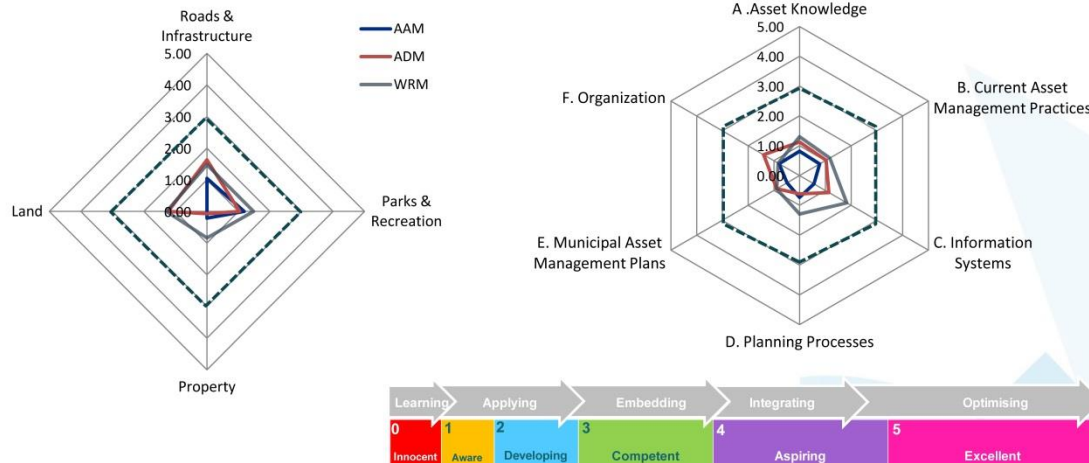 Roads &
Infrastructure
5.00
4.00
3.00
2.00
1.00
0.00
Land
Parks &
Recreation
Property
AAM
ADM
WRM
A .Asset Knowledge
5.00
4.00
3.00
2.00
1.00
0.00
F. Organization
B. Current Asset
Management Practices
E. Municipal Asset
Management Plans
C. Information
Systems
D. Planning Processes
Learning Applying Embedding Integrating Optimising
0 1 2 3 4 5
Innocent Aware Developing Competent Aspiring Excellent